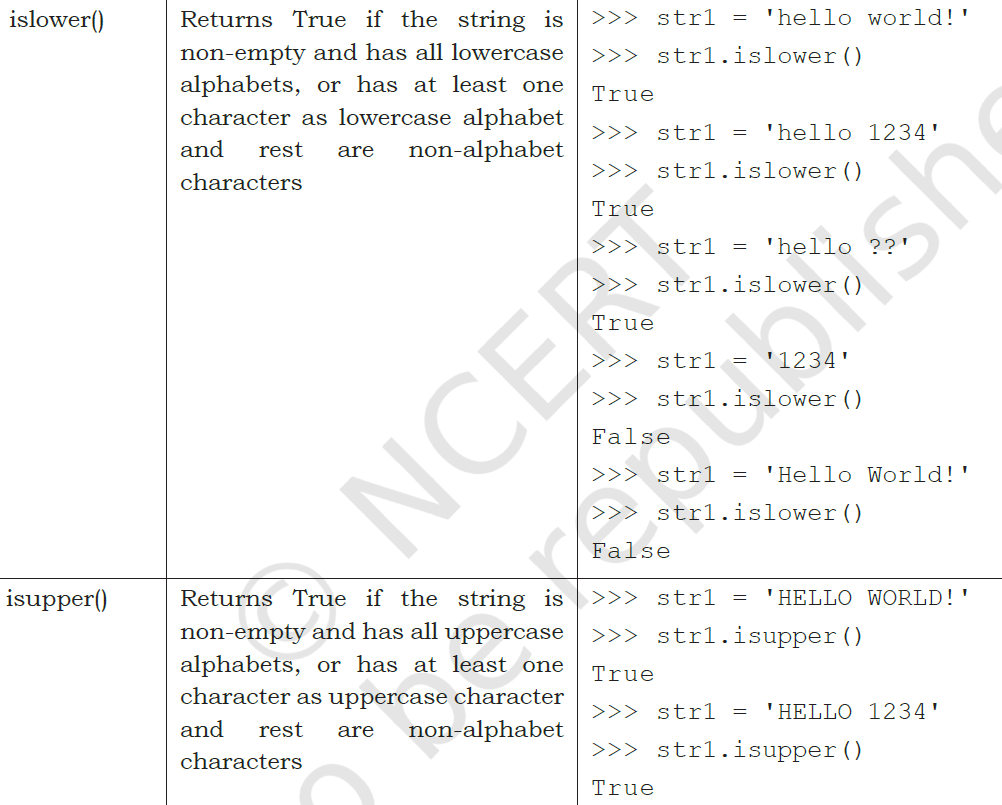 islower()
Returns True if the string is
non-empty and has all lowercase
alphabets, or has at least one
character as lowercase alphabet
and rest are non-alphabet
characters
>>> str1 = 'hello world!'
>>> str1.islower()
True
>>> str1 = 'hello 1234'
>>> str1.islower()
True
>>> str1 = 'hello ??'
>>> str1.islower()
True
>>> str1 = '1234'
>>> str1.islower()
False
>>> str1 = 'Hello World!'
>>> str1.islower()
False
isupper()
Returns True if the string is
non-empty and has all uppercase
alphabets, or has at least one
character as uppercase character
and rest are non-alphabet
characters
>>> str1 = 'HELLO WORLD!'
>>> str1.isupper()
True
>>> str1 = 'HELLO 1234'
>>> str1.isupper()
True
© NCERT
be republishe